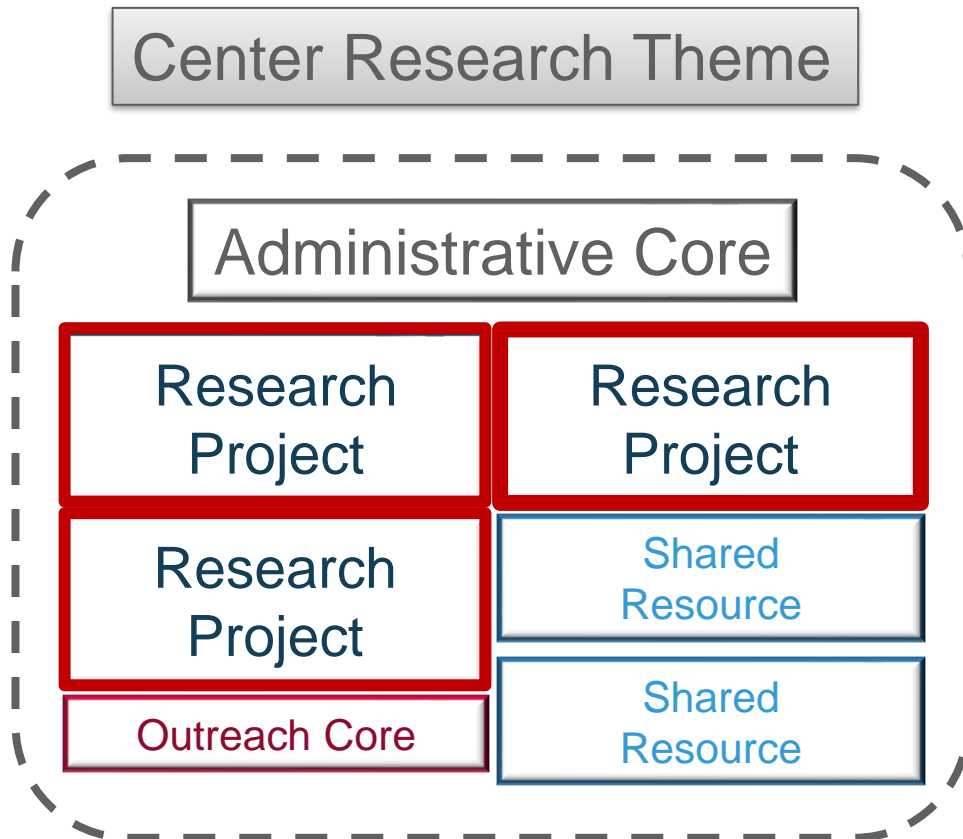 Center Research Theme
Administrative Core
Research
Project
Research
Project
Research
Project
Shared
Resource
Outreach Core
Shared
Resource